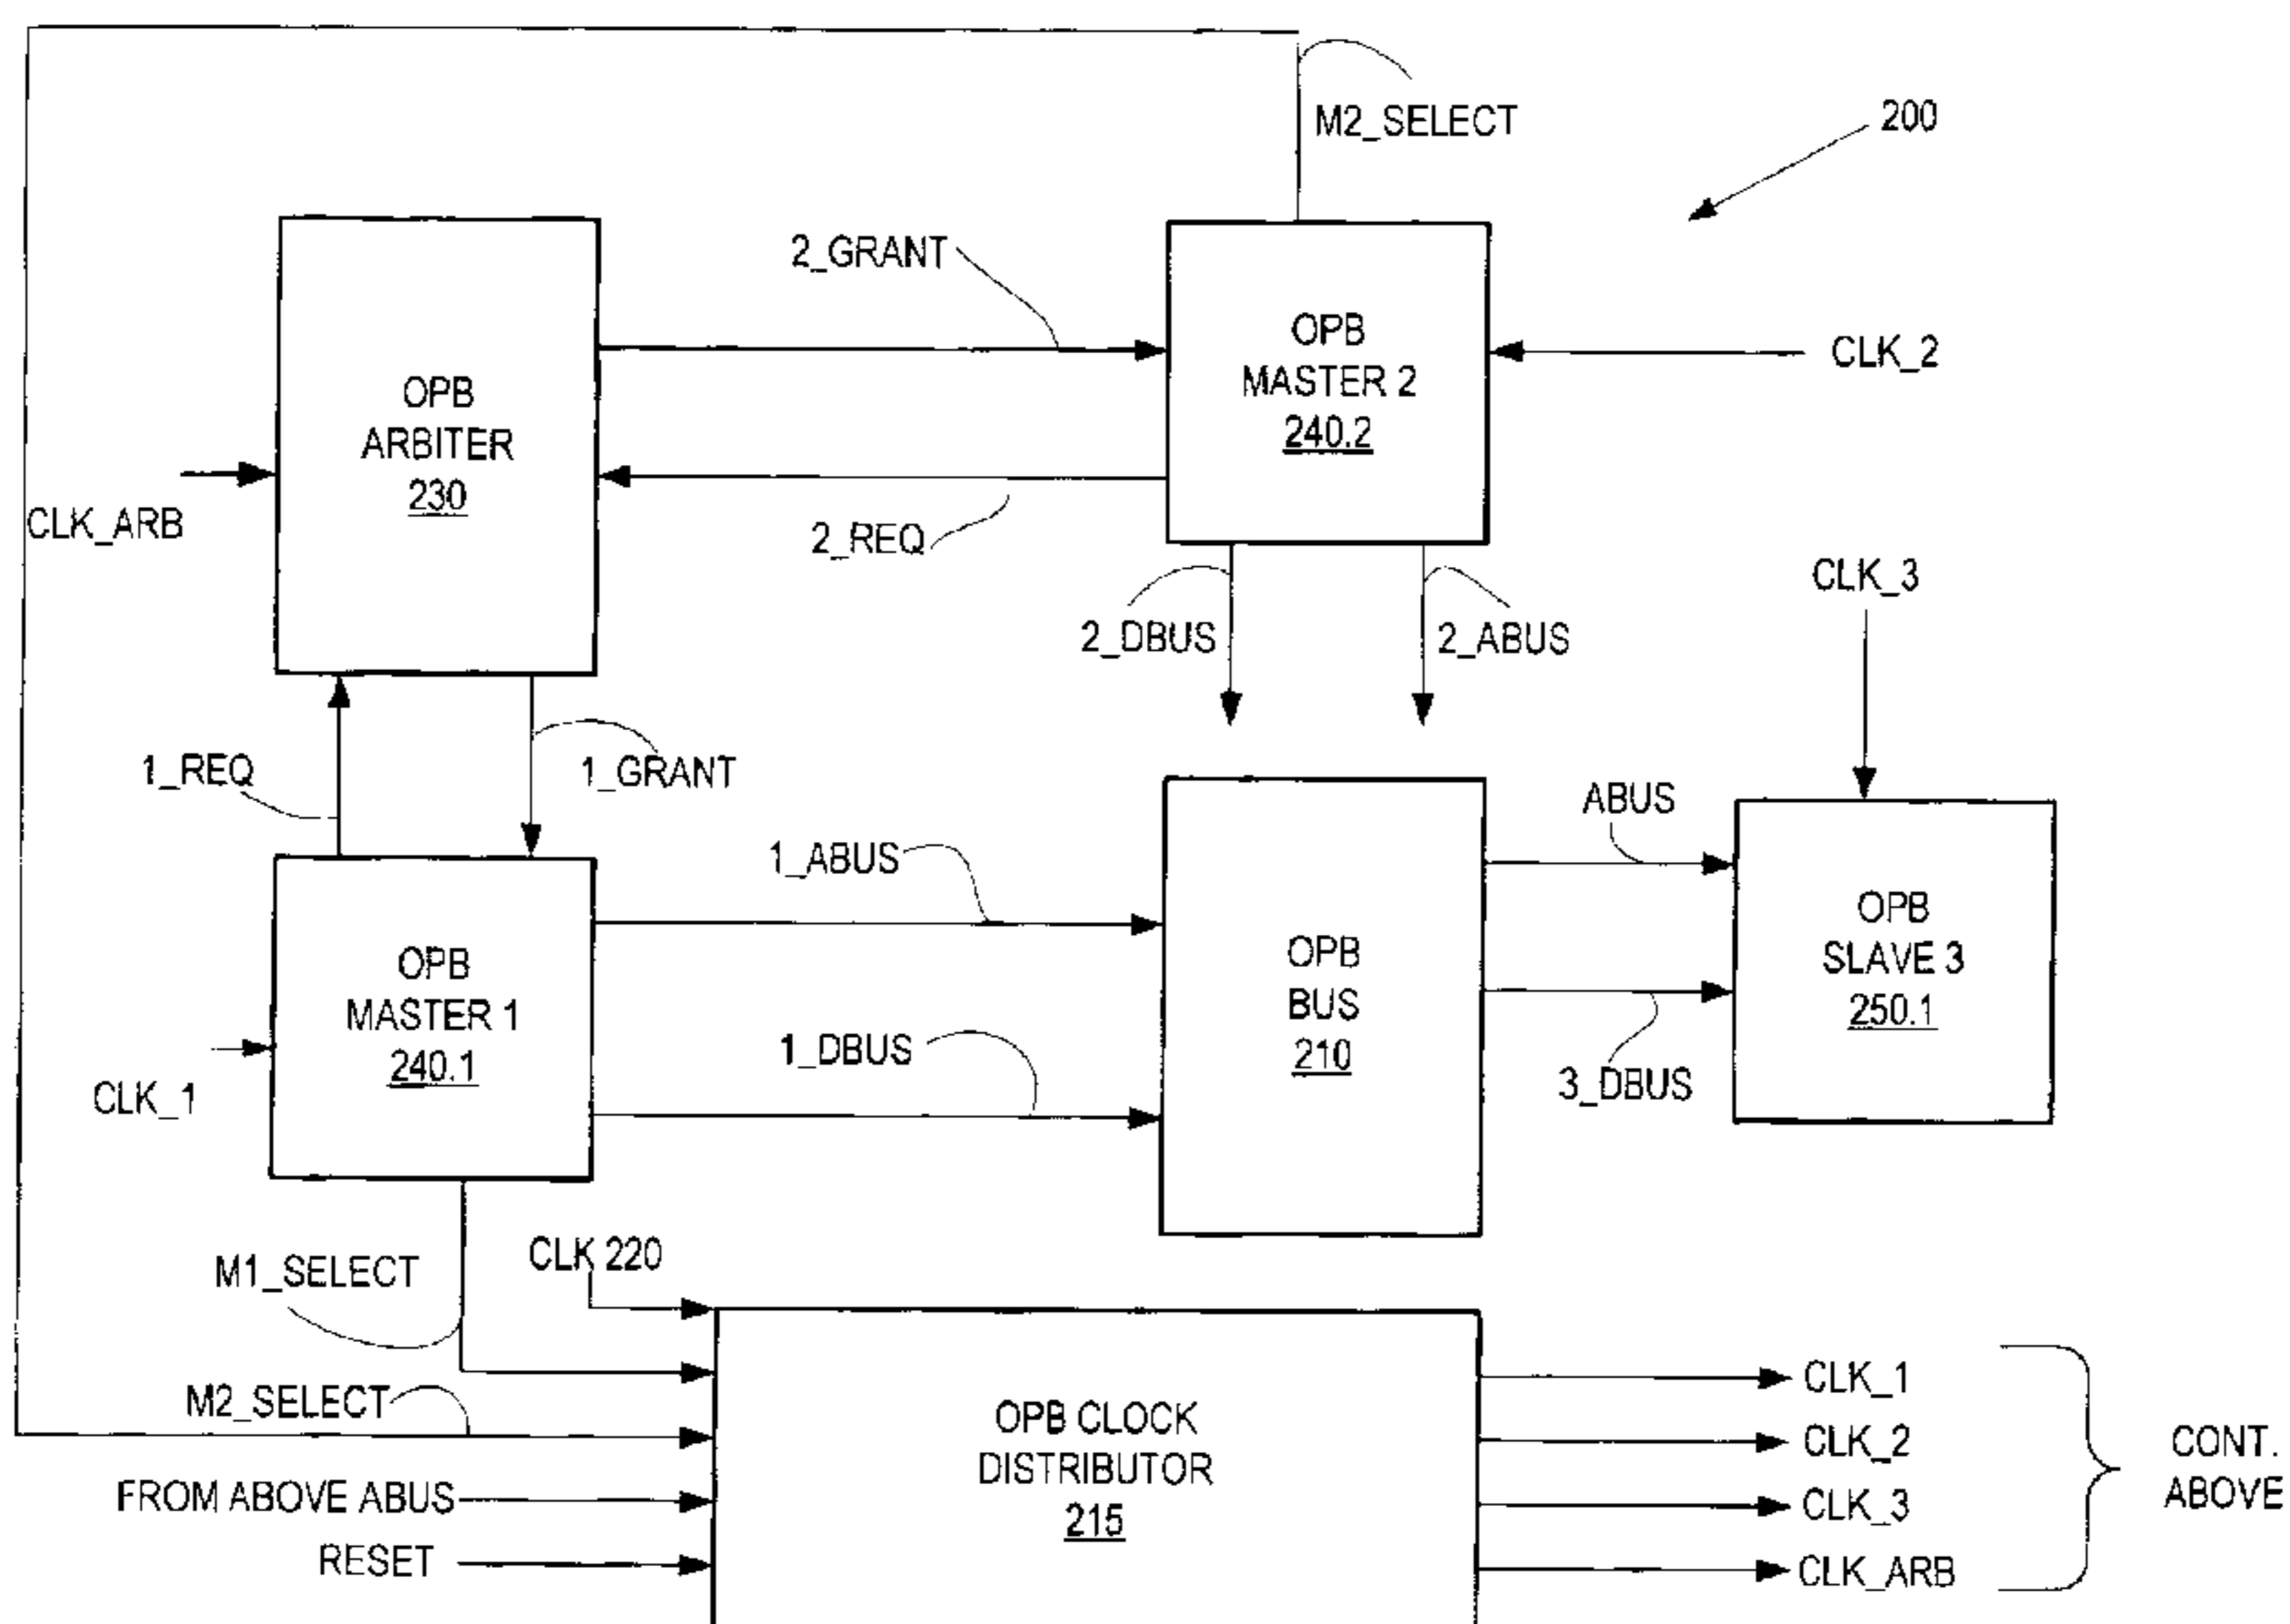 M2_SELECT
200
2_GRANT
OPB
MASTER 2
240.2
CLK_2
OPB
ARBITER
230
CLK_ARB
2_REQ
CLK_3
2_DBUS
2_ABUS
1_REQ
1_GRANT
ABUS
1_ABUS
OPB
SLAVE 3
250.1
OPB
MASTER 1
240.1
OPB
BUS
210
1_DBUS
3_DBUS
CLK_1
M1_SELECT
CLK 220
M2_SELECT
FROM ABOVE ABUS
RESET
OPB CLOCK
DISTRIBUTOR
215
CLK_1
CLK_2
CLK_3
CLK_ARB
CONT.
ABOVE